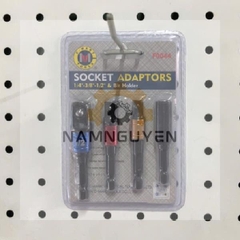 SOCKET ADAPTORS
1/4"-3/8"-1/2" & Bit Holder
NAMNGUYEN